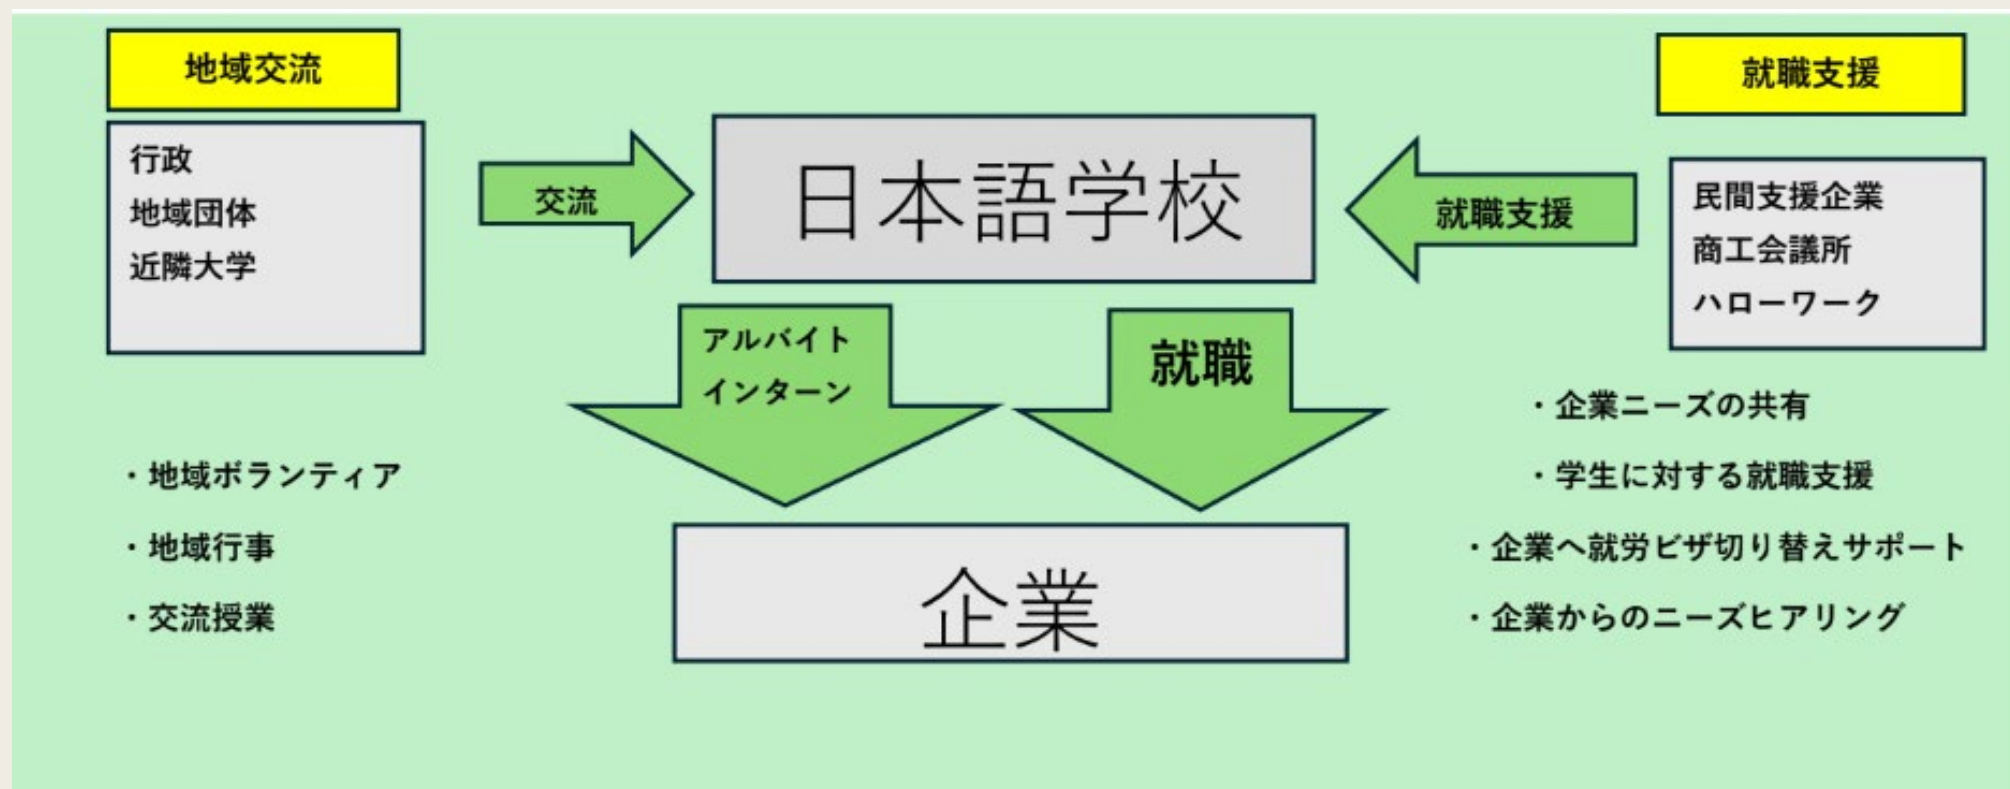 地域交流
行政
地域団体
近隣大学
・地域ボランティア
・地域行事
・交流授業
交流
日本語学校
アルバイト
インターン
就職
企業
就職支援
就職支援
民間支援企業
商工会議所
ハローワーク
・企業ニーズの共有
・学生に対する就職支援
・企業へ就労ビザ切り替えサポート
・企業からのニーズヒアリング